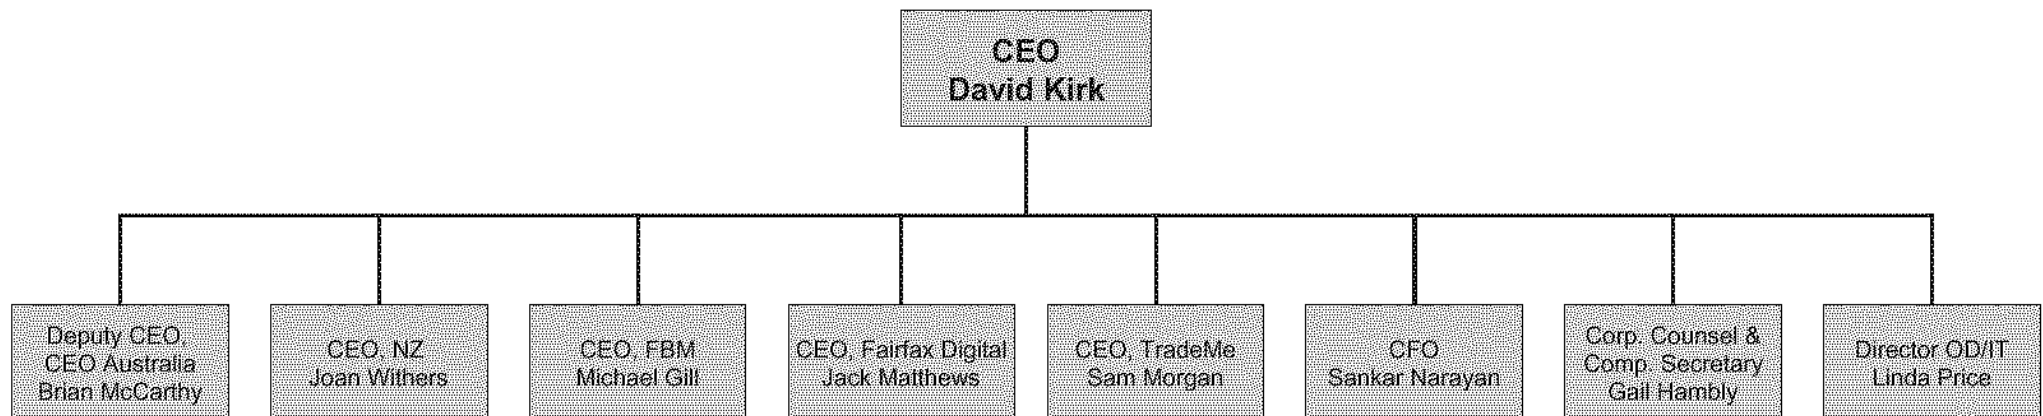 CEO
David Kirk
Deputy CEO,
CEO Australia
Brian McCarthy
CEO, NZ
Joan Withers
CEO, FBM
Michael Gill
CEO, Fairfax Digital
Jack Matthews
CEO, TradeMe
Sam Morgan
CFO
Sankar Narayan
Corp. Counsel &
Comp. Secretary
Gail Hambly
Director OD/IT
Linda Price